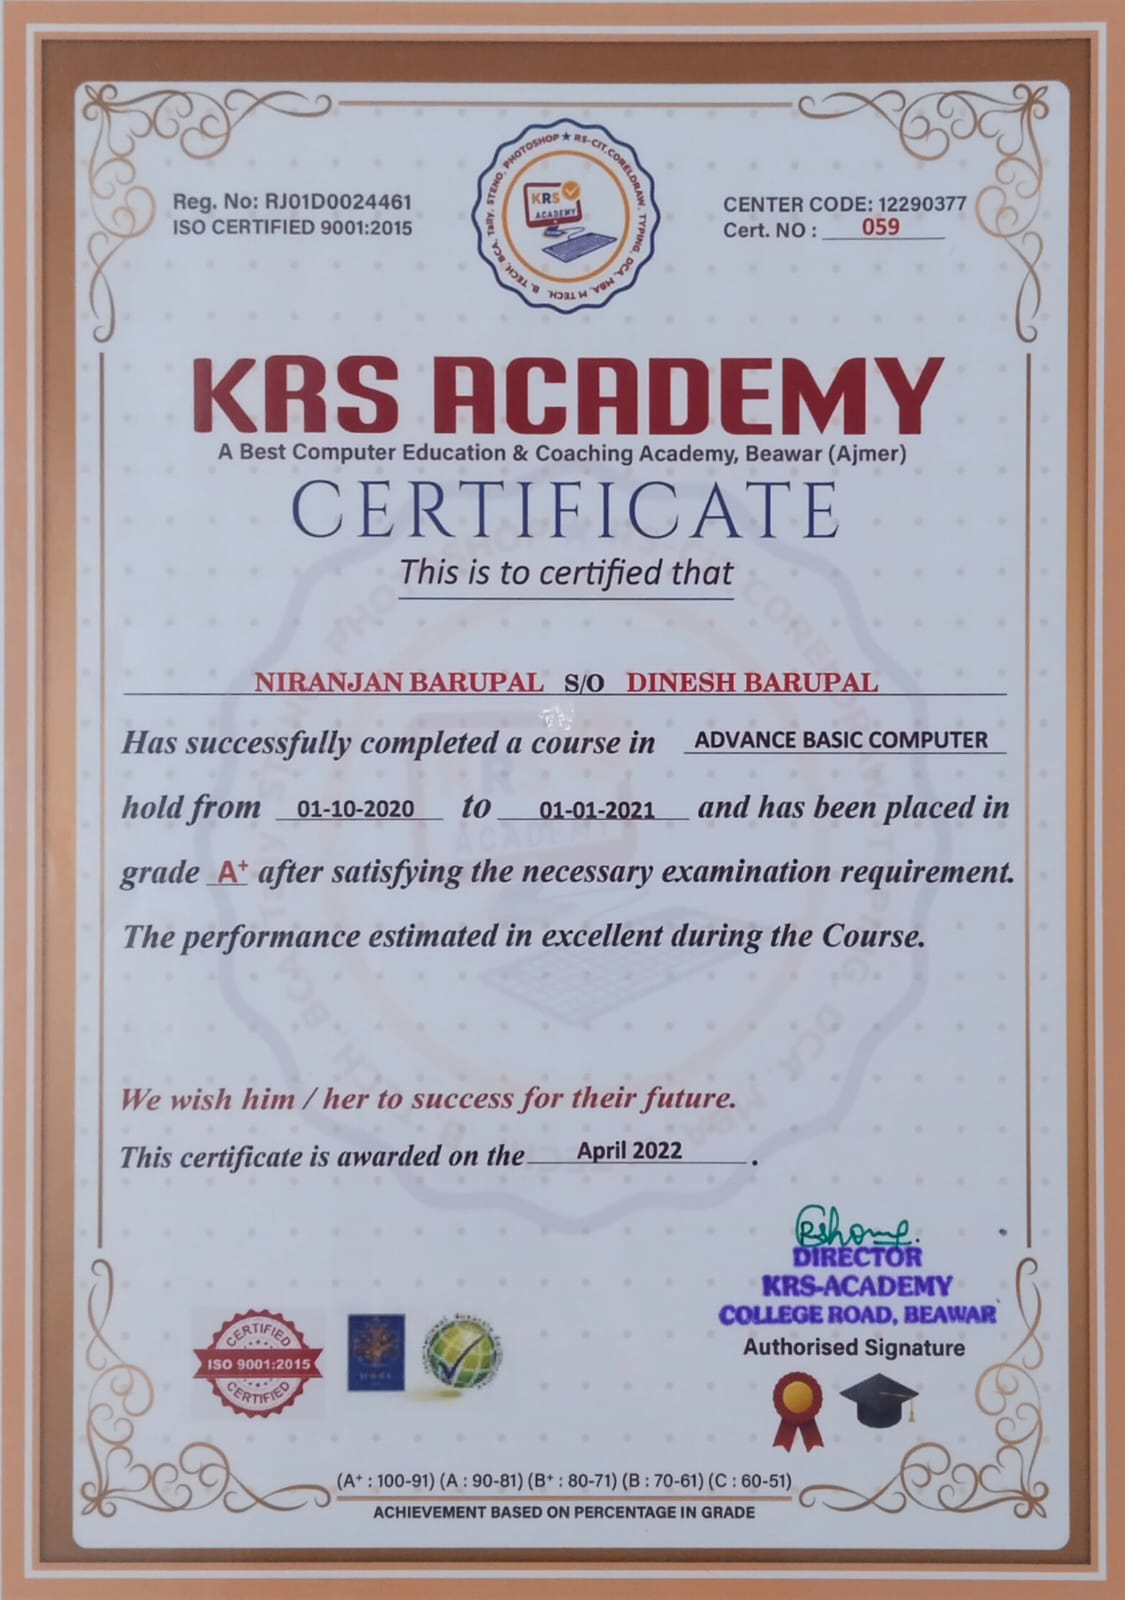 PHOTOSHOP ★ RS-CIT, CORELDRAW, TYPING, DCA, MBA, M TECH, B. TECH, BCA, Tally, STENO,
KRS
ACADEMY
Reg. No: RJ01D0024461
ISO CERTIFIED 9001:2015
CENTER CODE: 12290377
Cert. NO : 059
KRS ACADEMY
A Best Computer Education & Coaching Academy, Beawar (Ajmer)
CERTIFICATE
This is to certified that
NIRANJAN BARUPAL S/O DINESH BARUPAL
Has successfully completed a course in ADVANCE BASIC COMPUTER
hold from 01-10-2020 to 01-01-2021 and has been placed in
grade A⁺ after satisfying the necessary examination requirement.
The performance estimated in excellent during the Course.
We wish him / her to success for their future.
This certificate is awarded on the April 2022 .
DIRECTOR
KRS-ACADEMY
COLLEGE ROAD, BEAWAR
Authorised Signature
CERTIFIED
ISO 9001:2015
CERTIFIED
(A⁺ : 100-91) (A : 90-81) (B⁺ : 80-71) (B : 70-61) (C : 60-51)
ACHIEVEMENT BASED ON PERCENTAGE IN GRADE